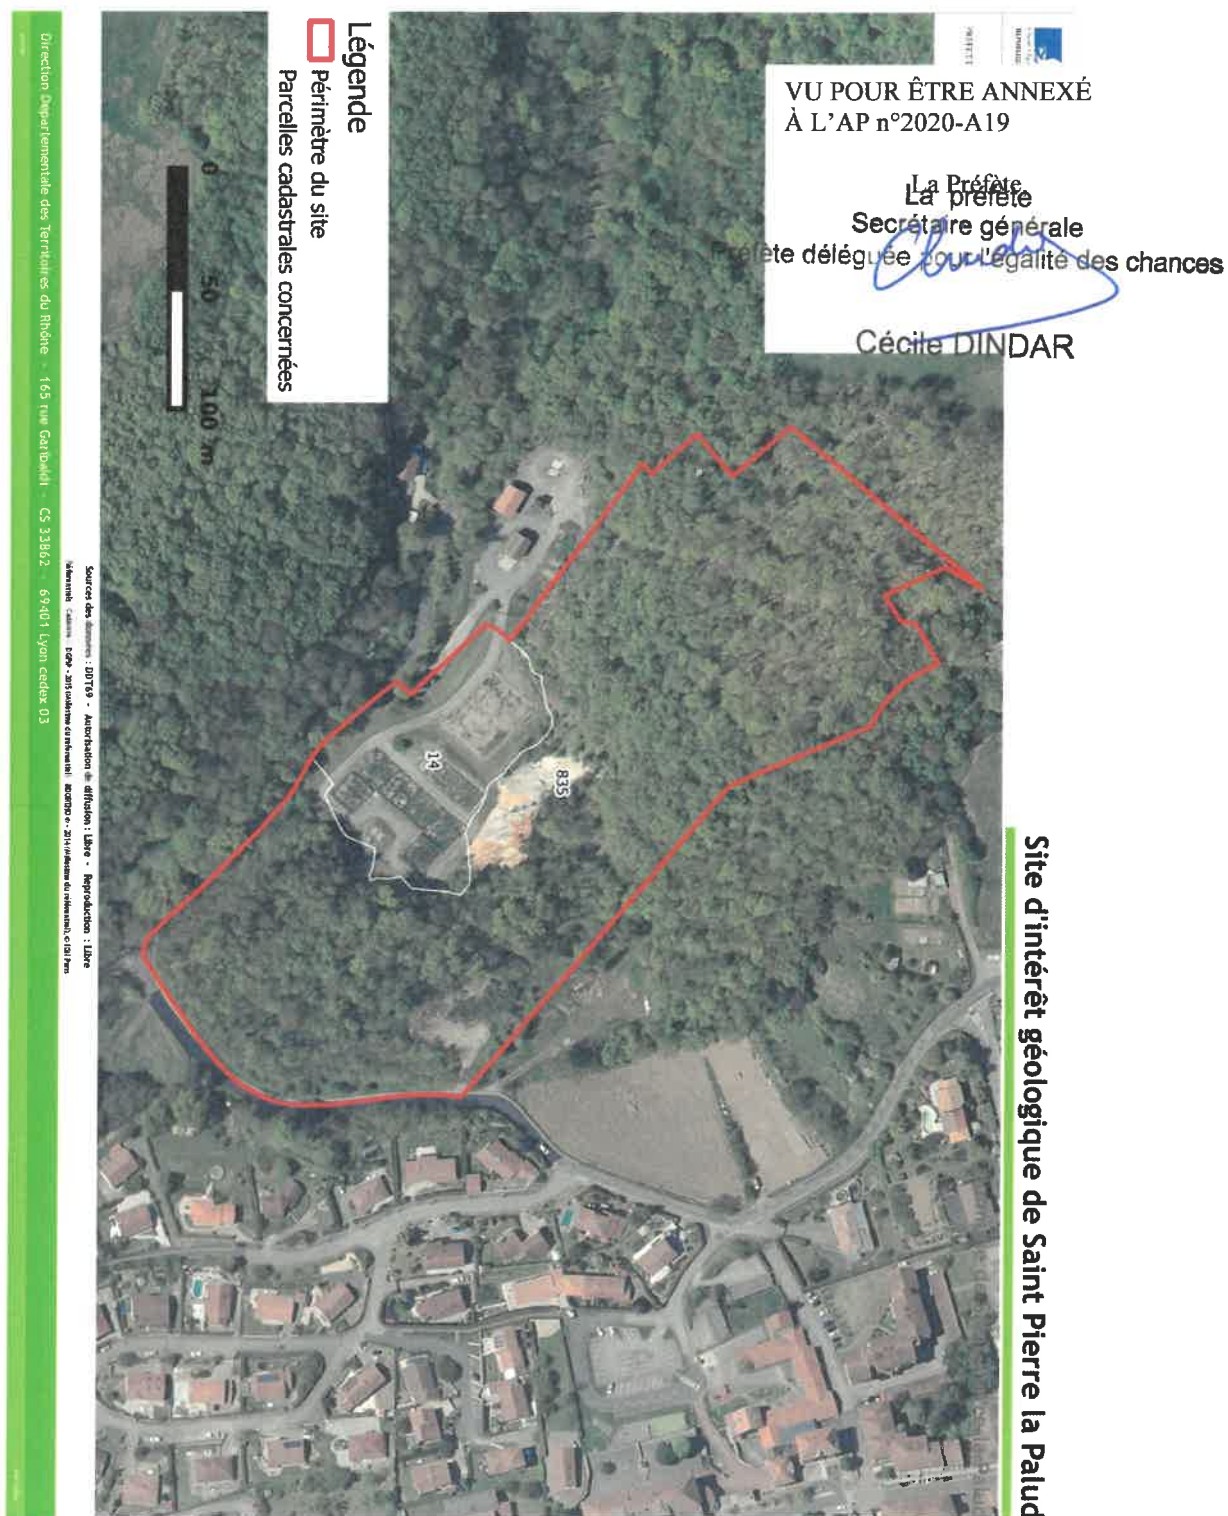 Site d'intérêt géologique de Saint Pierre la Palud
VU POUR ÊTRE ANNEXÉ
À L'AP n°2020-A19
La Préfète,
La préfète
Secrétaire générale
déléguée pour l'égalité des chances
Cécile DINDAR
835
14
Légende
Périmètre du site
Parcelles cadastrales concernées
0 50 100 m
Sources des données : DDT69 - Autorisation de diffusion : Libre - Reproduction : Libre
Direction Départementale des Territoires du Rhône - 165 rue Garibaldi - CS 33862 - 69401 Lyon cedex 03